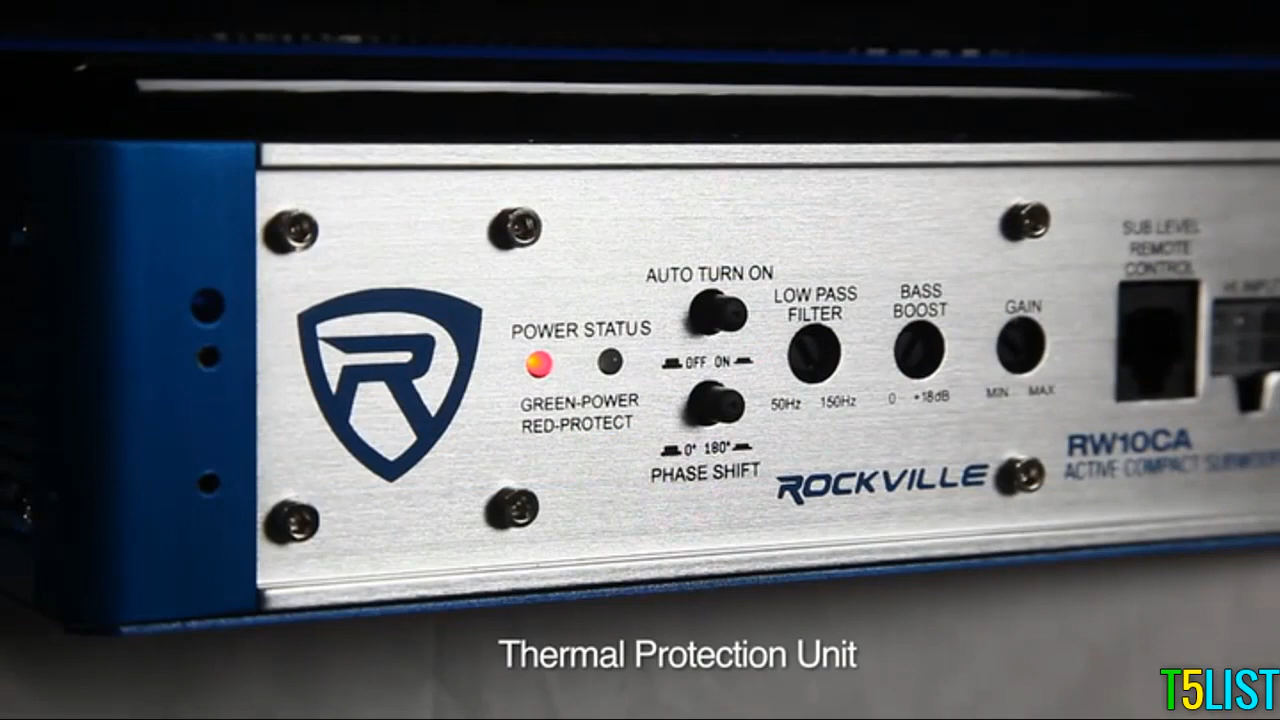 AUTO TURN ON
POWER STATUS
GREEN-POWER
RED-PROTECT
OFF ON
0° 180°
PHASE SHIFT
LOW PASS
FILTER
50Hz 150Hz
BASS
BOOST
0 +18dB
GAIN
MIN MAX
SUB LEVEL
REMOTE
CONTROL
R
ROCKVILLE
RW10CA
ACTIVE COMPACT
Thermal Protection Unit
T5LIST